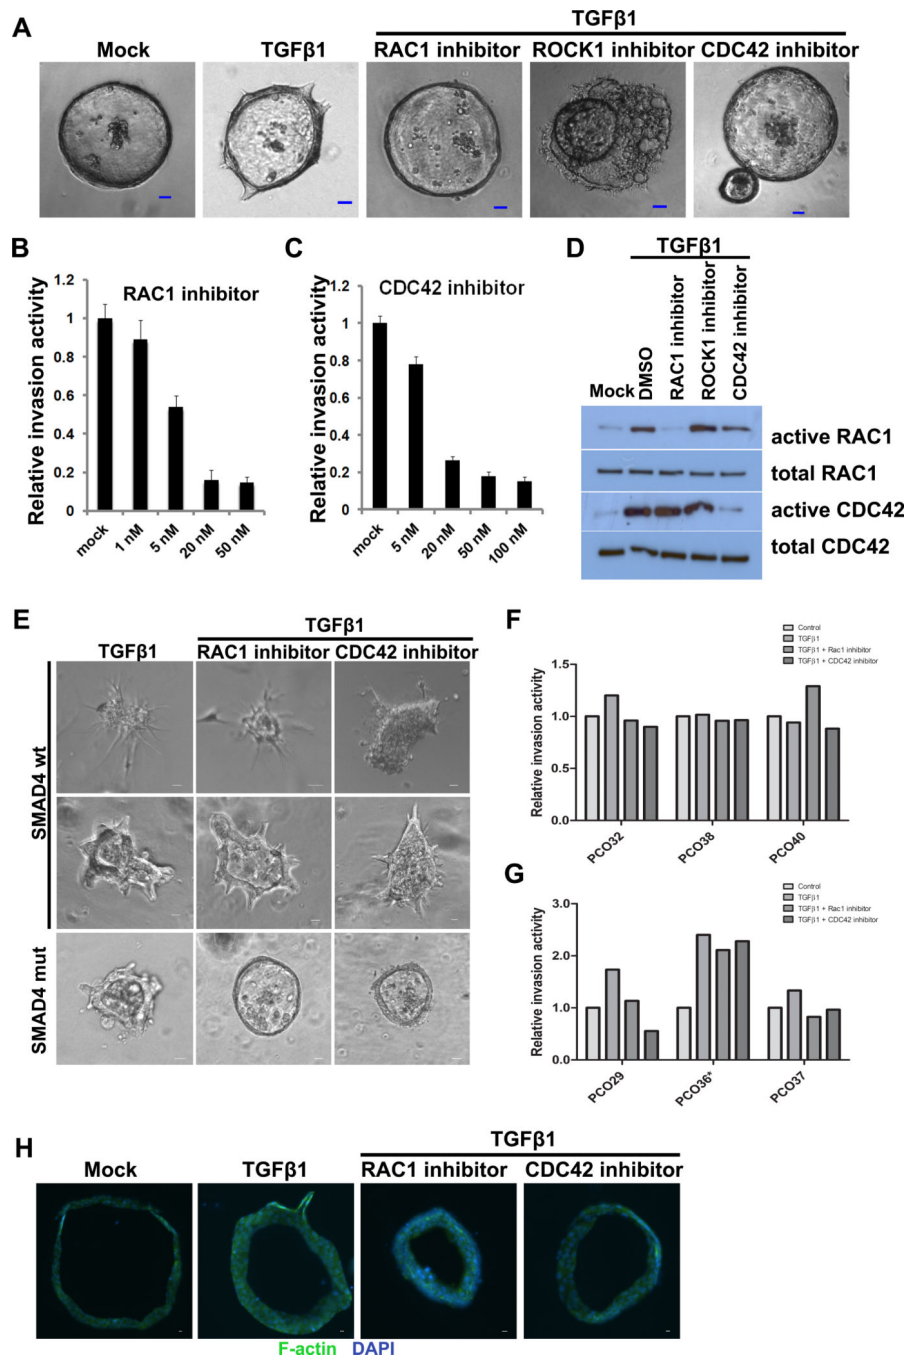 A
TGFβ1
Mock
TGFβ1
RAC1 inhibitor
ROCK1 inhibitor
CDC42 inhibitor
B
RAC1 inhibitor
Relative invasion activity
1.2
1
0.8
0.6
0.4
0.2
0
mock
1 nM
5 nM
20 nM
50 nM
C
CDC42 inhibitor
Relative invasion activity
1.2
1
0.8
0.6
0.4
0.2
0
mock
5 nM
20 nM
50 nM
100 nM
D
TGFβ1
Mock
DMSO
RAC1 inhibitor
ROCK1 inhibitor
CDC42 inhibitor
active RAC1
total RAC1
active CDC42
total CDC42
E
TGFβ1
TGFβ1
RAC1 inhibitor
CDC42 inhibitor
SMAD4 wt
SMAD4 mut
F
Control
TGFβ1
TGFβ1 + Rac1 inhibitor
TGFβ1 + CDC42 inhibitor
Relative invasion activity
1.5
1.0
0.5
0.0
PCO32
PCO38
PCO40
G
Control
TGFβ1
TGFβ1 + Rac1 inhibitor
TGFβ1 + CDC42 inhibitor
Relative invasion activity
3.0
2.0
1.0
0.0
PCO29
PCO36*
PCO37
H
TGFβ1
Mock
TGFβ1
RAC1 inhibitor
CDC42 inhibitor
F-actin DAPI